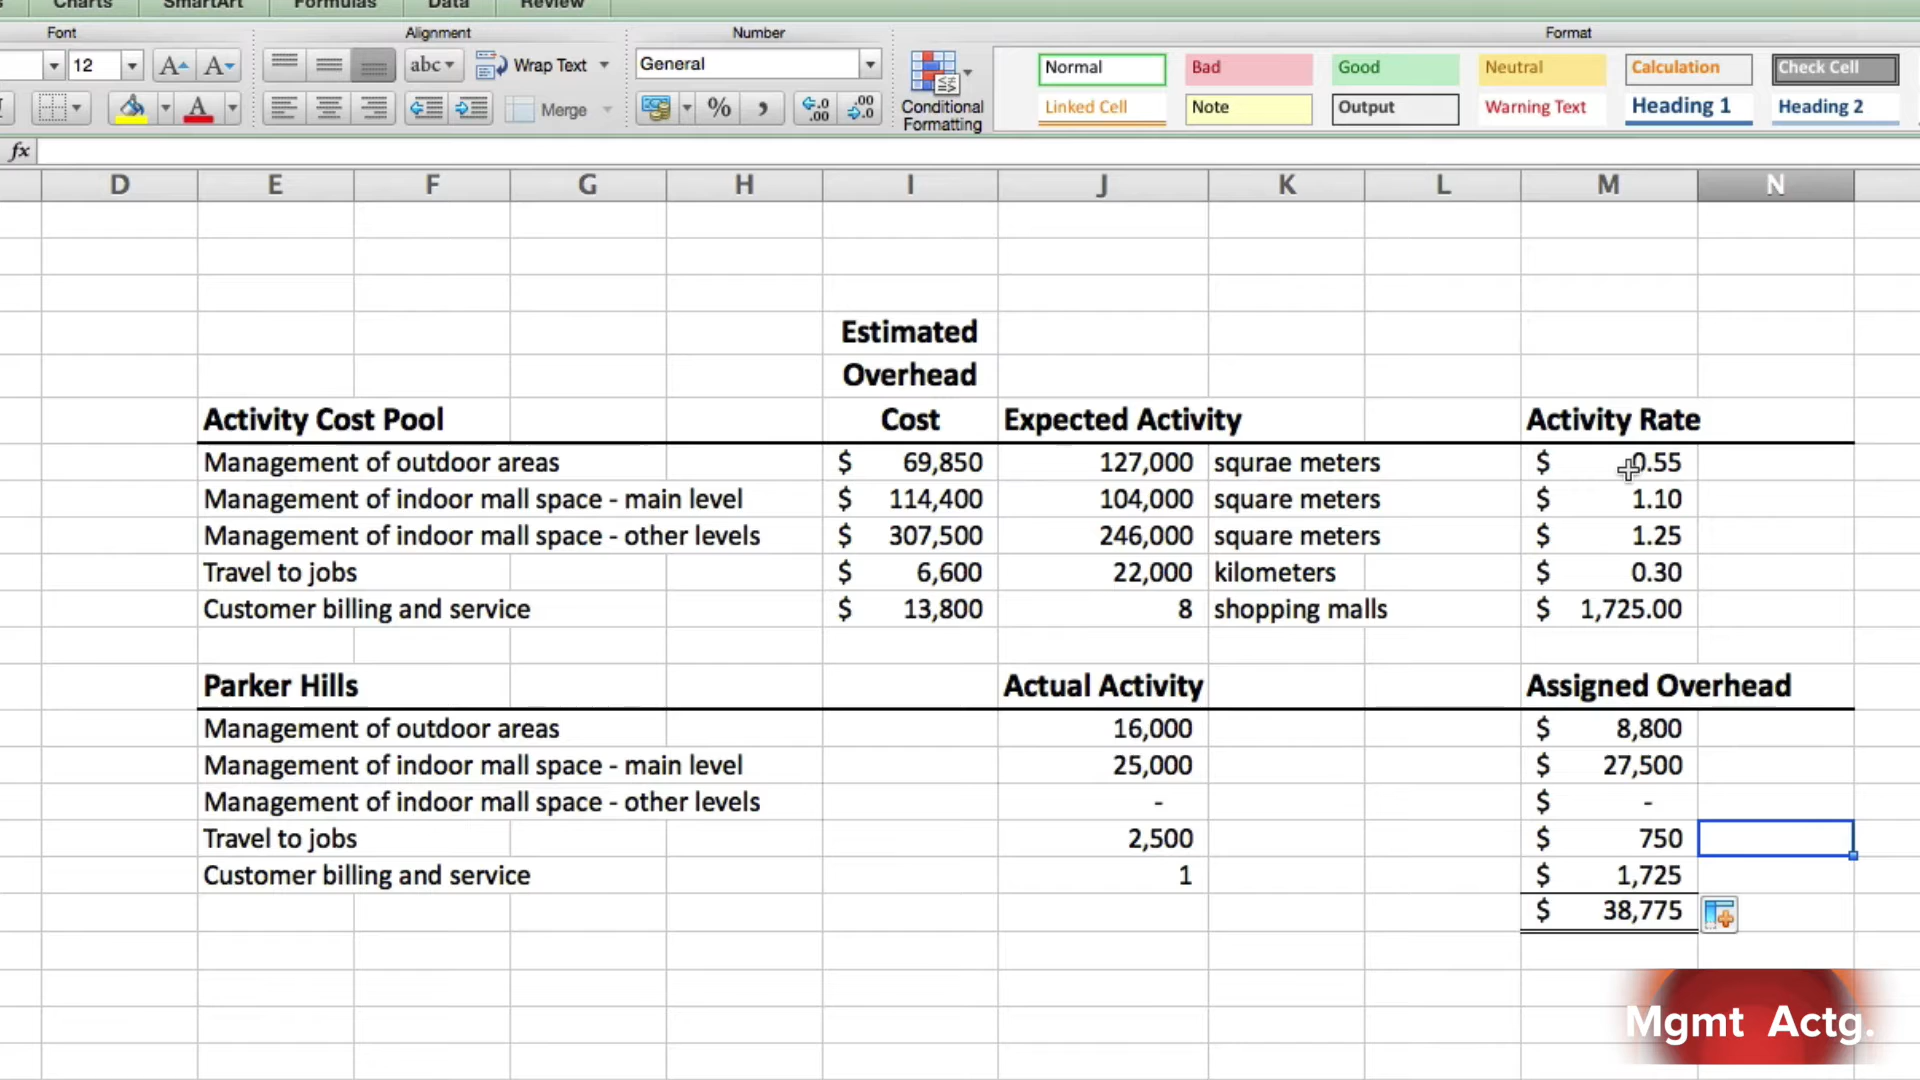 Charts SmartArt Formulas Data Review
Font Alignment Number Format
12 A A abc Wrap Text General Normal Bad Good Neutral Calculation Check Cell
A Merge % Conditional Formatting Linked Cell Note Output Warning Text Heading 1 Heading 2
fx
D E F G H I J K L M N
Estimated
Overhead
Activity Cost Pool Cost Expected Activity Activity Rate
Management of outdoor areas $ 69,850 127,000 squrae meters $ 0.55
Management of indoor mall space - main level $ 114,400 104,000 square meters $ 1.10
Management of indoor mall space - other levels $ 307,500 246,000 square meters $ 1.25
Travel to jobs $ 6,600 22,000 kilometers $ 0.30
Customer billing and service $ 13,800 8 shopping malls $ 1,725.00
Parker Hills Actual Activity Assigned Overhead
Management of outdoor areas 16,000 $ 8,800
Management of indoor mall space - main level 25,000 $ 27,500
Management of indoor mall space - other levels - $ -
Travel to jobs 2,500 $ 750
Customer billing and service 1 $ 1,725
$ 38,775
Mgmt Actg.